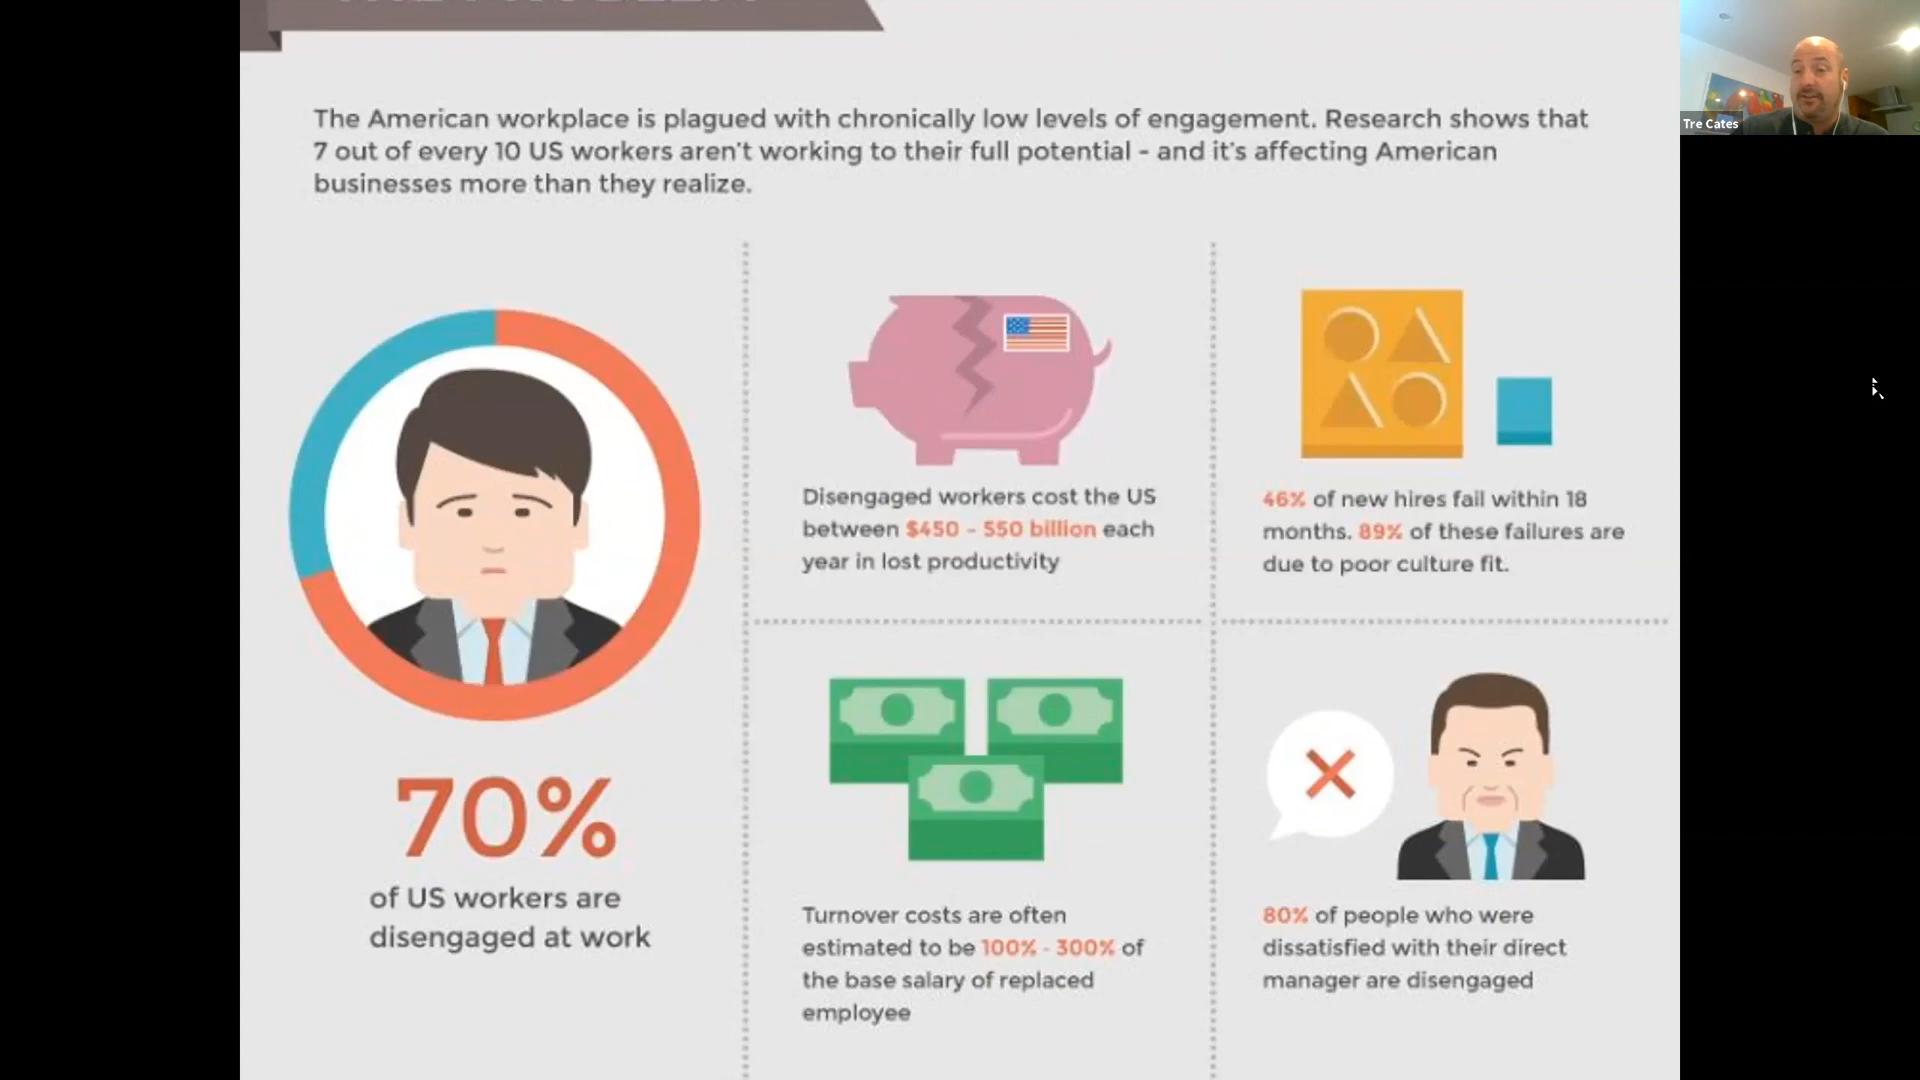 The American workplace is plagued with chronically low levels of engagement. Research shows that
7 out of every 10 US workers aren't working to their full potential - and it's affecting American
businesses more than they realize.
70%
of US workers are
disengaged at work
Disengaged workers cost the US
between $450 - 550 billion each
year in lost productivity
46% of new hires fail within 18
months. 89% of these failures are
due to poor culture fit.
Turnover costs are often
estimated to be 100% - 300% of
the base salary of replaced
employee
80% of people who were
dissatisfied with their direct
manager are disengaged
Tre Cates